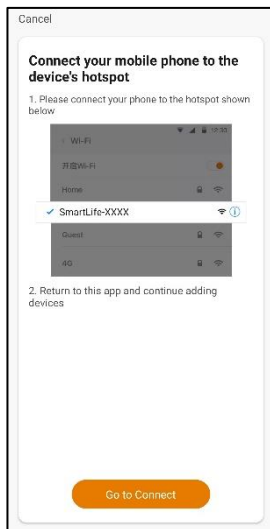 Cancel
Connect your mobile phone to the
device's hotspot
1. Please connect your phone to the hotspot shown
below
12:00
Wi-Fi
开启Wi-Fi
Home
SmartLife-XXXX
Guest
4G
2. Return to this app and continue adding
devices
Go to Connect